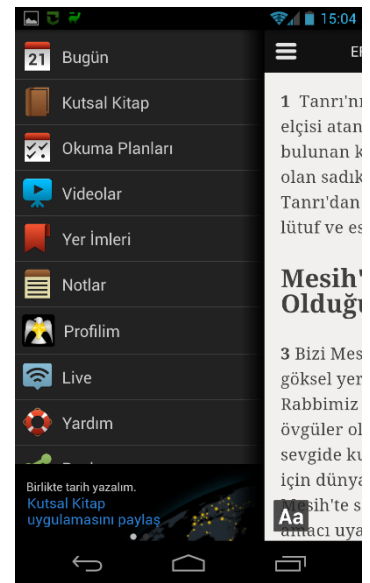 15:04
21 Bugün
Kutsal Kitap
Okuma Planları
Videolar
Yer İmleri
Notlar
Profilim
Live
Yardım
Birlikte tarih yazalım.
Kutsal Kitap
uygulamasını paylaş
1 Tanrı'nı
elçisi atan
bulunan k
olan sadık
Tanrı'dan
lütuf ve es
Mesih'
Olduğu
3 Bizi Mes
göksel yer
Rabbimiz
övgüler ol
sevgide ku
için dünya
Mesih'te s
amacı uya
Aa